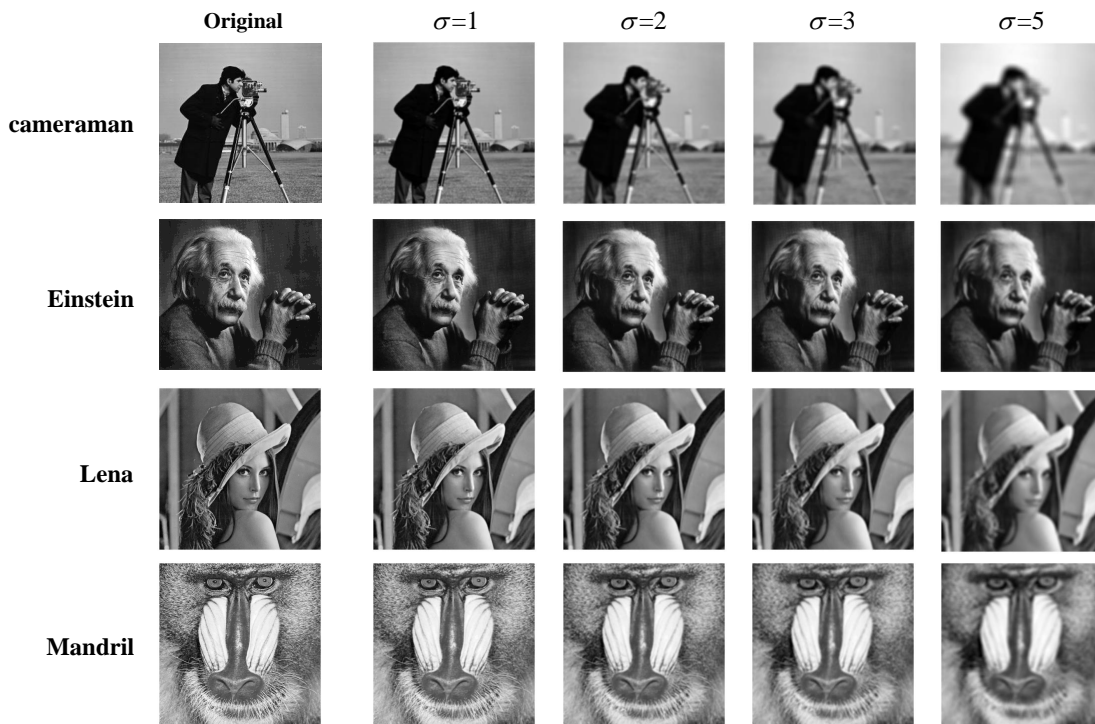 Original σ=1 σ=2 σ=3 σ=5
cameraman
Einstein
Lena
Mandril